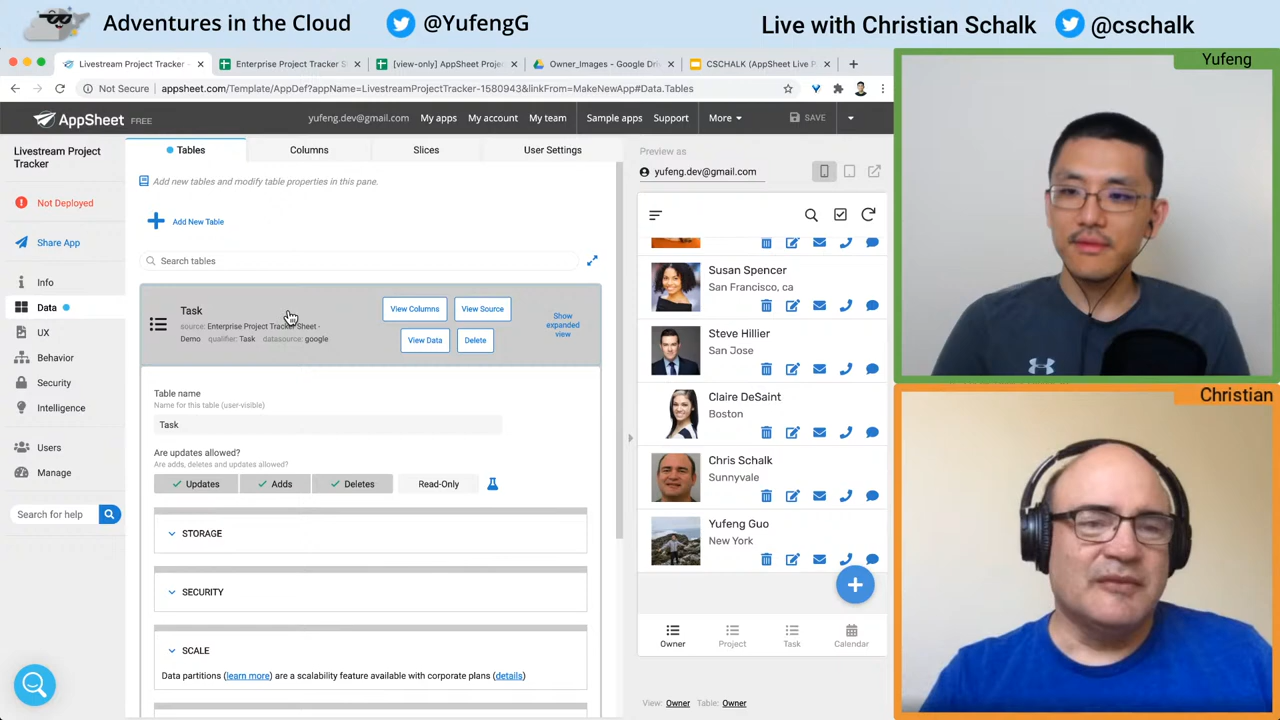 Adventures in the Cloud
@YufengG
Live with Christian Schalk
@cschalk
Livestream Project Tracker -
Enterprise Project Tracker S
[view-only] AppSheet Projec
Owner_Images - Google Driv
CSCHALK (AppSheet Live P
Not Secure
appsheet.com/Template/AppDef?appName=LivestreamProjectTracker-1580943&linkFrom=MakeNewApp#Data.Tables
AppSheet FREE
yufeng.dev@gmail.com
My apps
My account
My team
Sample apps
Support
More
SAVE
Livestream Project
Tracker
Not Deployed
Share App
Info
Data
UX
Behavior
Security
Intelligence
Users
Manage
Search for help
Tables
Columns
Slices
User Settings
Add new tables and modify table properties in this pane.
Add New Table
Search tables
Task
source: Enterprise Project Tracker Sheet -
Demo qualifier: Task datasource: google
View Columns
View Source
View Data
Delete
Show
expanded
view
Table name
Name for this table (user-visible)
Task
Are updates allowed?
Are adds, deletes and updates allowed?
Updates
Adds
Deletes
Read-Only
STORAGE
SECURITY
SCALE
Data partitions (learn more) are a scalability feature available with corporate plans (details)
Preview as
yufeng.dev@gmail.com
Susan Spencer
San Francisco, ca
Steve Hillier
San Jose
Claire DeSaint
Boston
Chris Schalk
Sunnyvale
Yufeng Guo
New York
Owner
Project
Task
Calendar
View: Owner Table: Owner
Yufeng
Christian